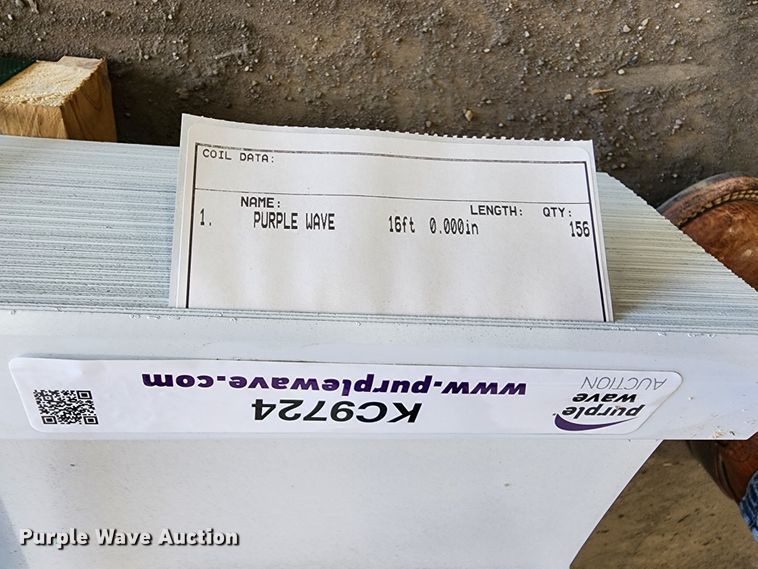 COIL DATA:
NAME: LENGTH: QTY:
1. PURPLE WAVE 16ft 0.000in 156
www.purplewave.com
KC9724
purple
wave
AUCTION
Purple Wave Auction